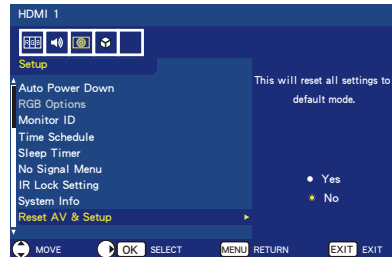 HDMI 1
RGB
Setup
Auto Power Down
RGB Options
Monitor ID
Time Schedule
Sleep Timer
No Signal Menu
IR Lock Setting
System Info
Reset AV & Setup
This will reset all settings to
default mode.
Yes
No
MOVE OK SELECT MENU RETURN EXIT EXIT